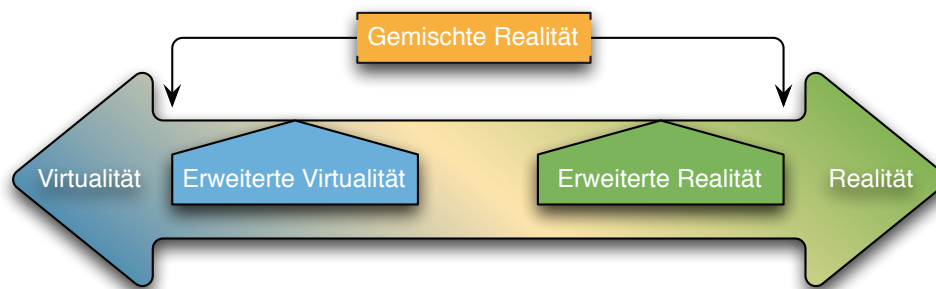 Gemischte Realität
Virtualität
Erweiterte Virtualität
Erweiterte Realität
Realität